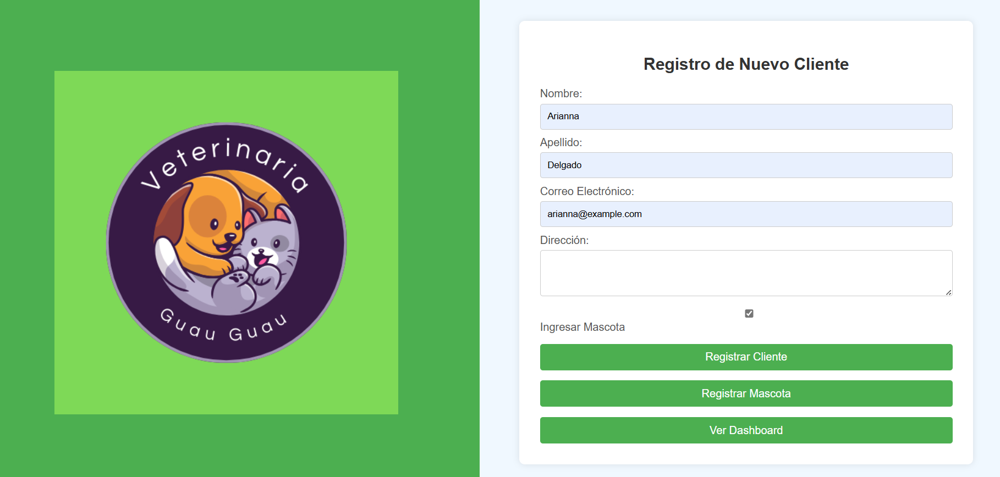 Veterinaria
Guau Guau
Registro de Nuevo Cliente
Nombre:
Arianna
Apellido:
Delgado
Correo Electrónico:
arianna@example.com
Dirección:
Ingresar Mascota
Registrar Cliente
Registrar Mascota
Ver Dashboard